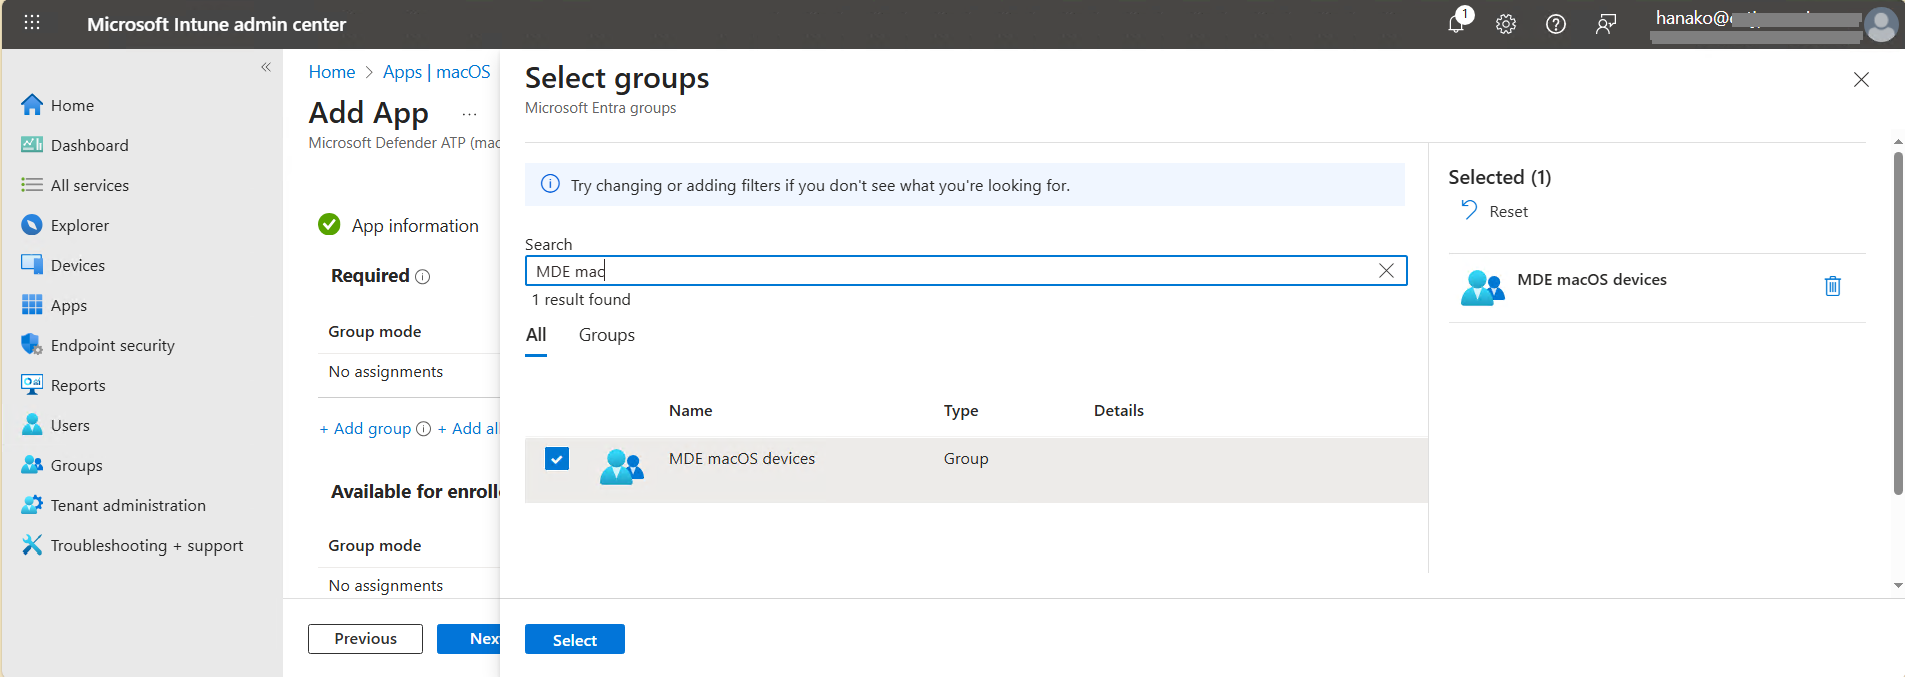 Microsoft Intune admin center
1
hanako@
Home
Dashboard
All services
Explorer
Devices
Apps
Endpoint security
Reports
Users
Groups
Tenant administration
Troubleshooting + support
Home > Apps | macOS
Add App ...
Microsoft Defender ATP (mac
App information
Required
Group mode
No assignments
+ Add group + Add al
Available for enroll
Group mode
No assignments
Previous
Nex
Select groups
Microsoft Entra groups
Try changing or adding filters if you don't see what you're looking for.
Search
MDE mac
1 result found
All Groups
Name Type Details
MDE macOS devices Group
Select
Selected (1)
Reset
MDE macOS devices